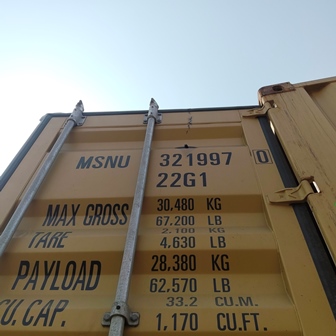 MSNU 321997 0
22G1
MAX GROSS 30,480 KG
67,200 LB
TARE 2.100 KG
4,630 LB
PAYLOAD 28,380 KG
62,570 LB
CU.CAP. 33.2 CU.M.
1,170 CU.FT.